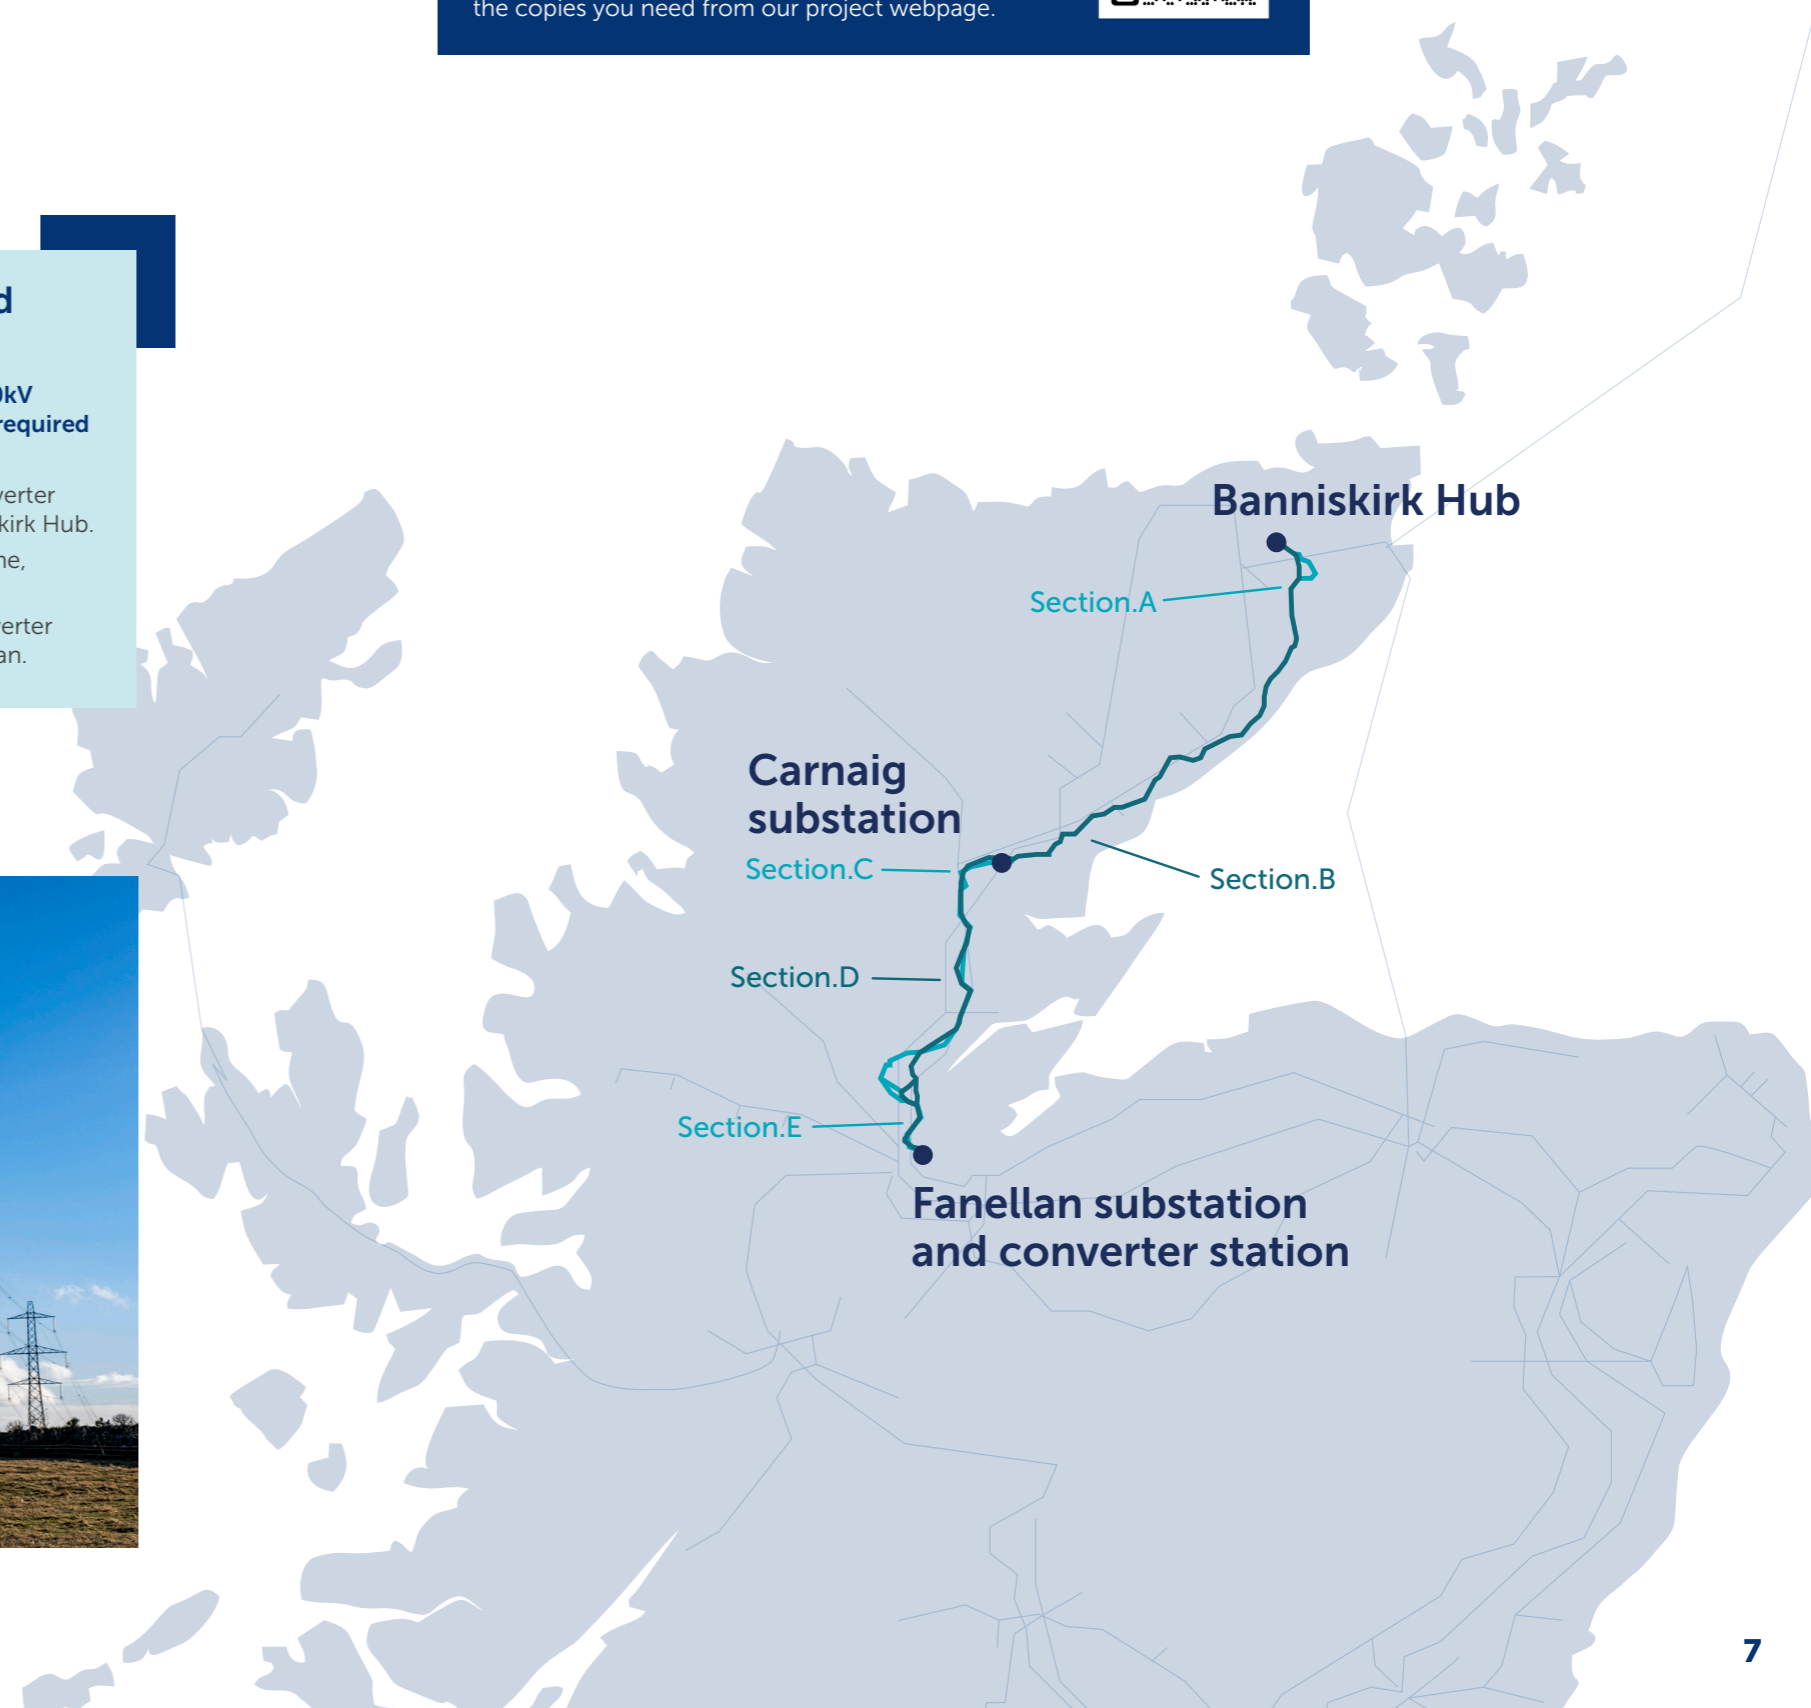 the copies you need from our project webpage.
d
0kV
required
verter
kirk Hub.
ne,
verter
an.
Banniskirk Hub
Section.A
Carnaig
substation
Section.C
Section.B
Section.D
Section.E
Fanellan substation
and converter station
7